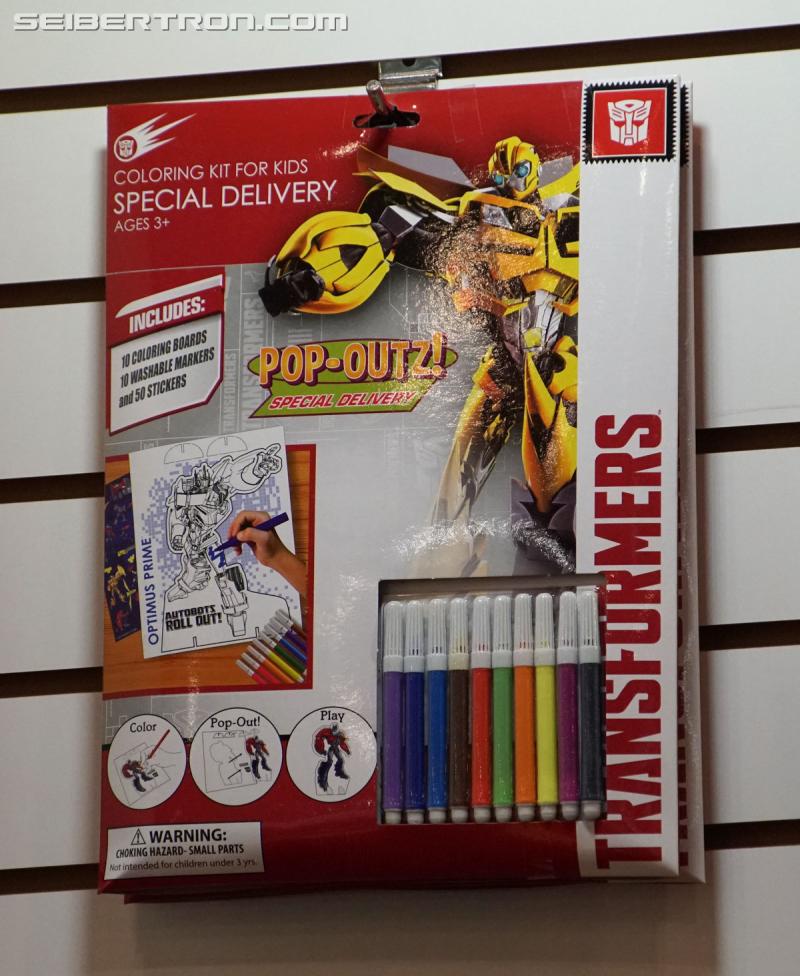 SEIBERTRON.COM
COLORING KIT FOR KIDS
SPECIAL DELIVERY
AGES 3+
INCLUDES:
10 COLORING BOARDS
10 WASHABLE MARKERS
and 50 STICKERS
POP-OUTZ!
SPECIAL DELIVERY
TRANSFORMERS
TRANSFORMERS
OPTIMUS PRIME
AUTOBOTS
ROLL OUT!
Color
Pop-Out!
Play
WARNING:
CHOKING HAZARD- SMALL PARTS
Not intended for children under 3 yrs.
TRANSFORMERS